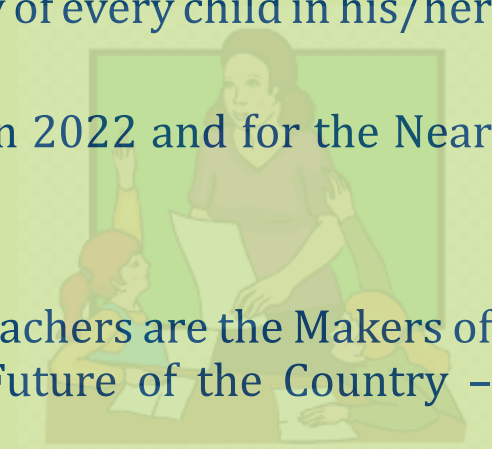 of every child in his/her
2022 and for the Near
achers are the Makers of
Future of the Country –